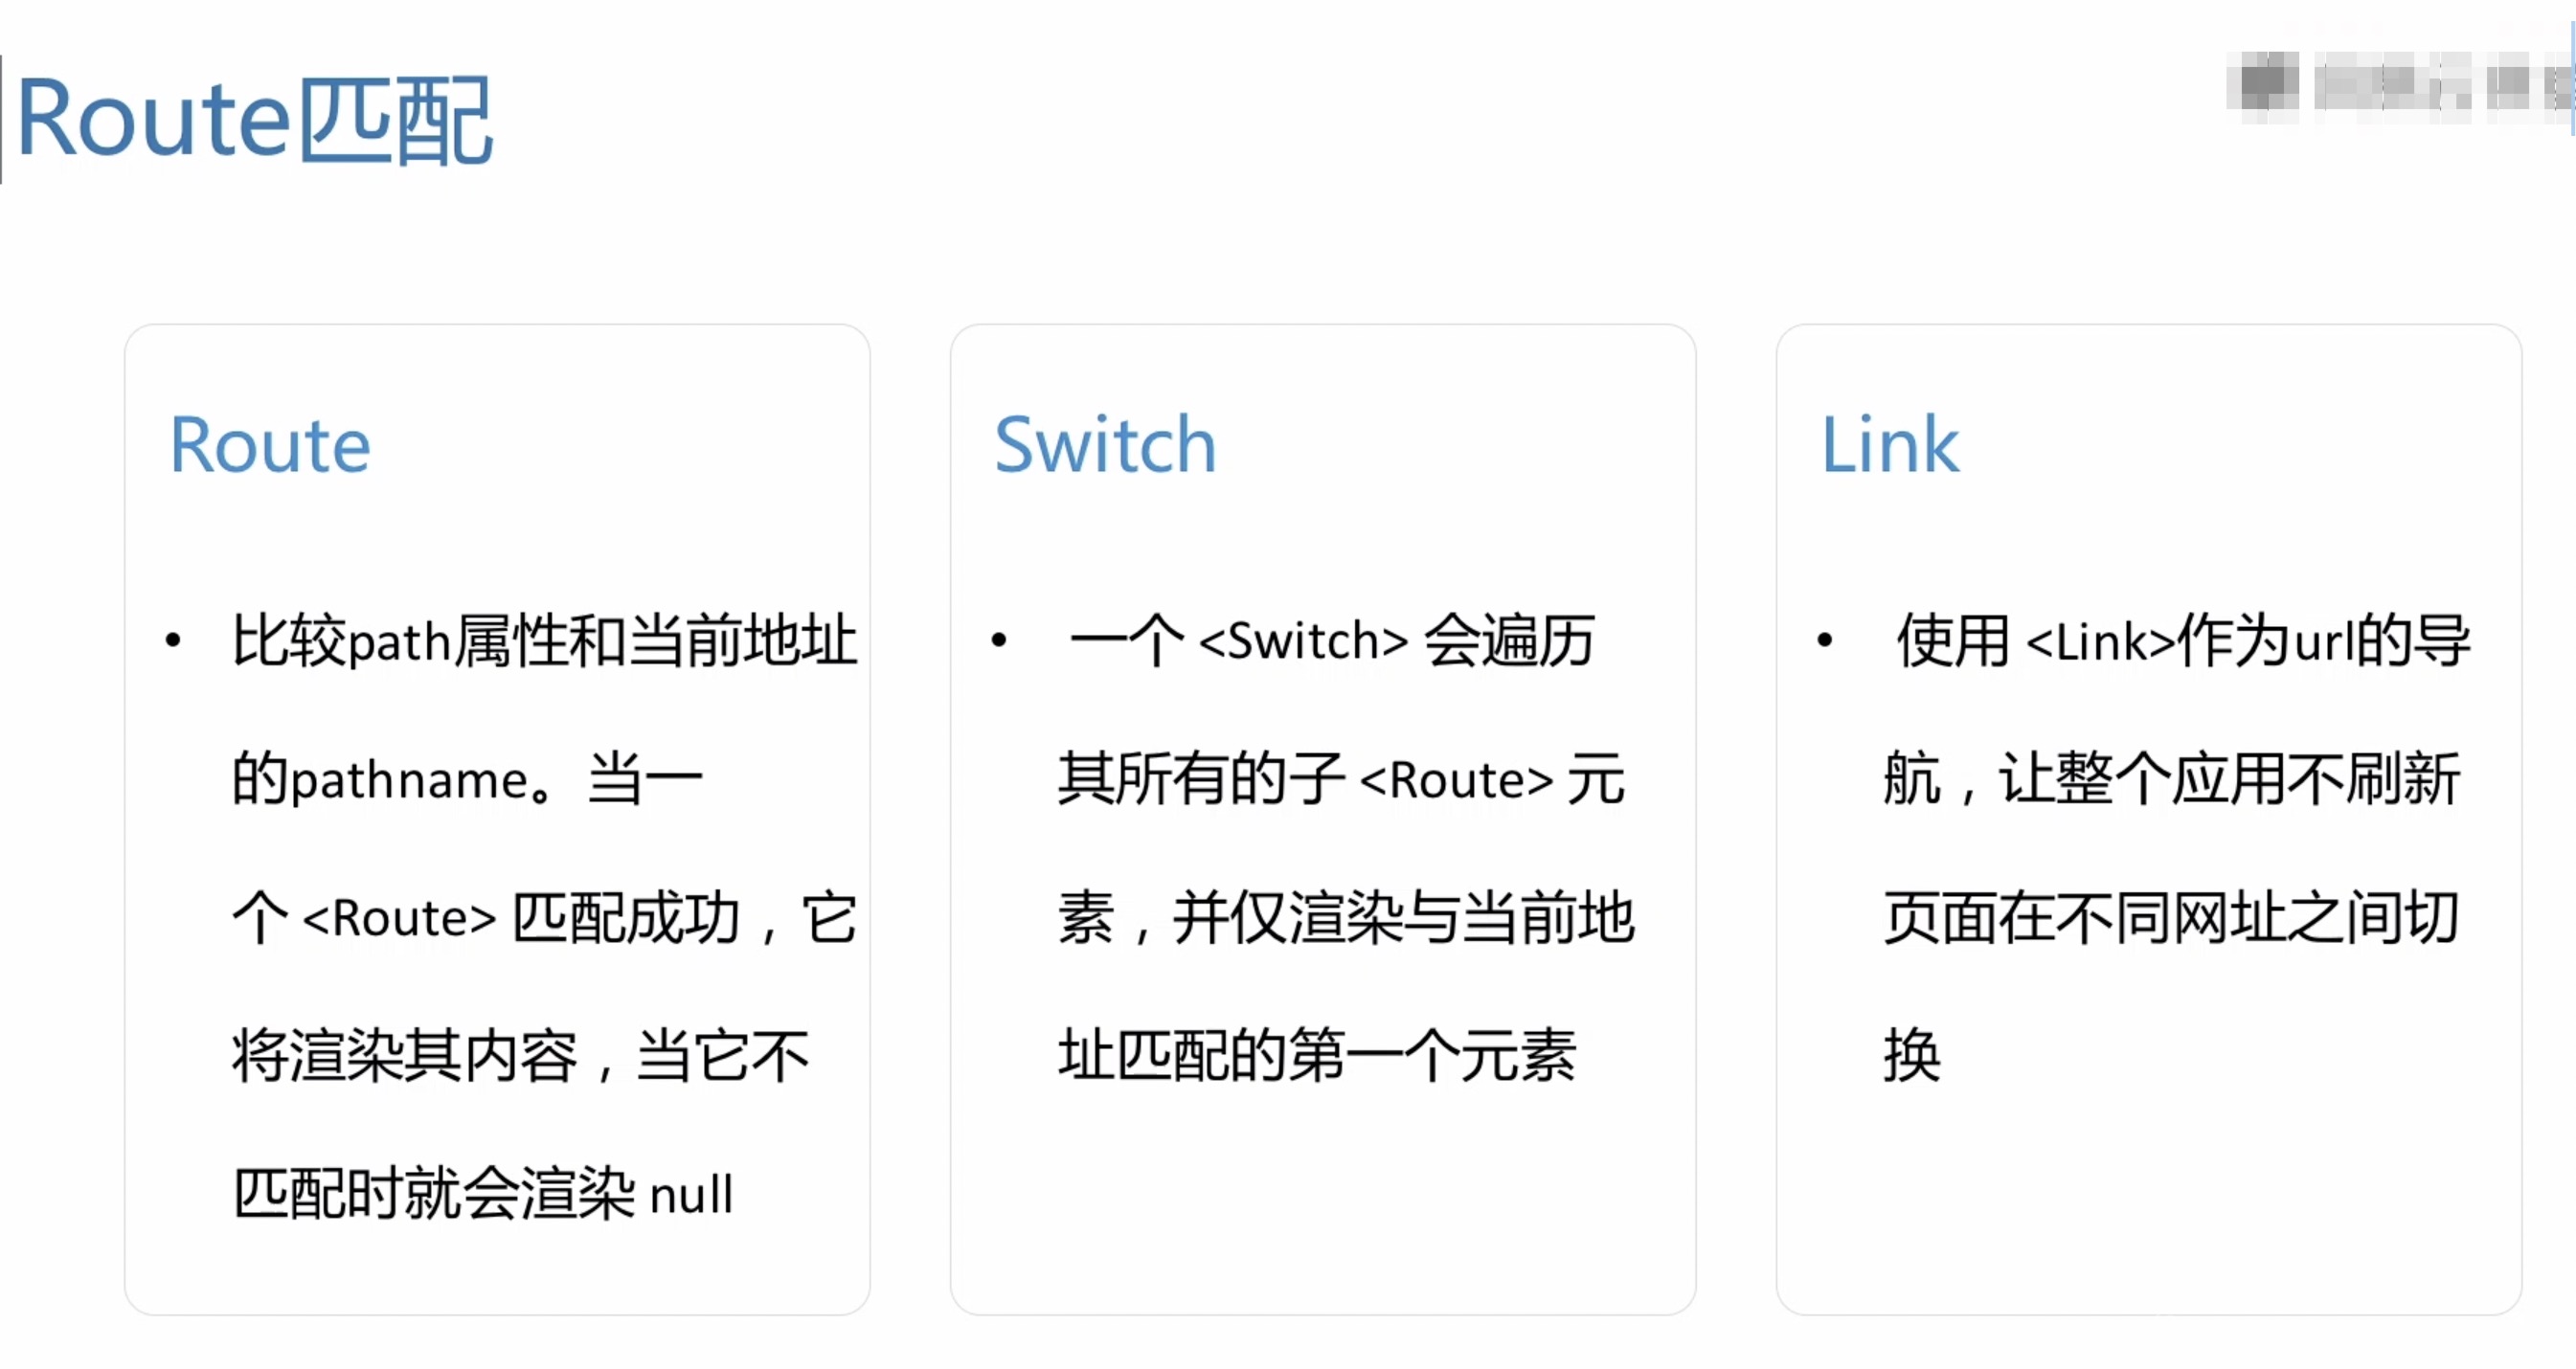 Route匹配
Route
• 比较path属性和当前地址
的pathname。当一
个 <Route> 匹配成功，它
将渲染其内容，当它不
匹配时就会渲染 null
Switch
• 一个 <Switch> 会遍历
其所有的子 <Route> 元
素，并仅渲染与当前地
址匹配的第一个元素
Link
• 使用 <Link>作为url的导
航，让整个应用不刷新
页面在不同网址之间切
换